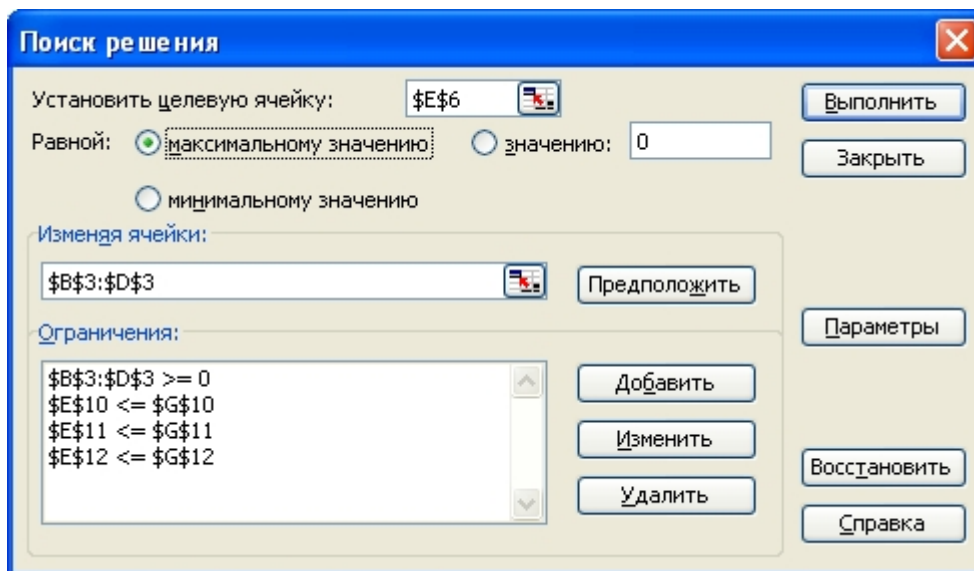 Поиск решения
Установить целевую ячейку: $E$6
Выполнить
Равной: максимальному значению значению: 0
Закрыть
минимальному значению
Изменяя ячейки:
$B$3:$D$3
Предположить
Ограничения:
Параметры
$B$3:$D$3 >= 0
$E$10 <= $G$10
$E$11 <= $G$11
$E$12 <= $G$12
Добавить
Изменить
Удалить
Восстановить
Справка